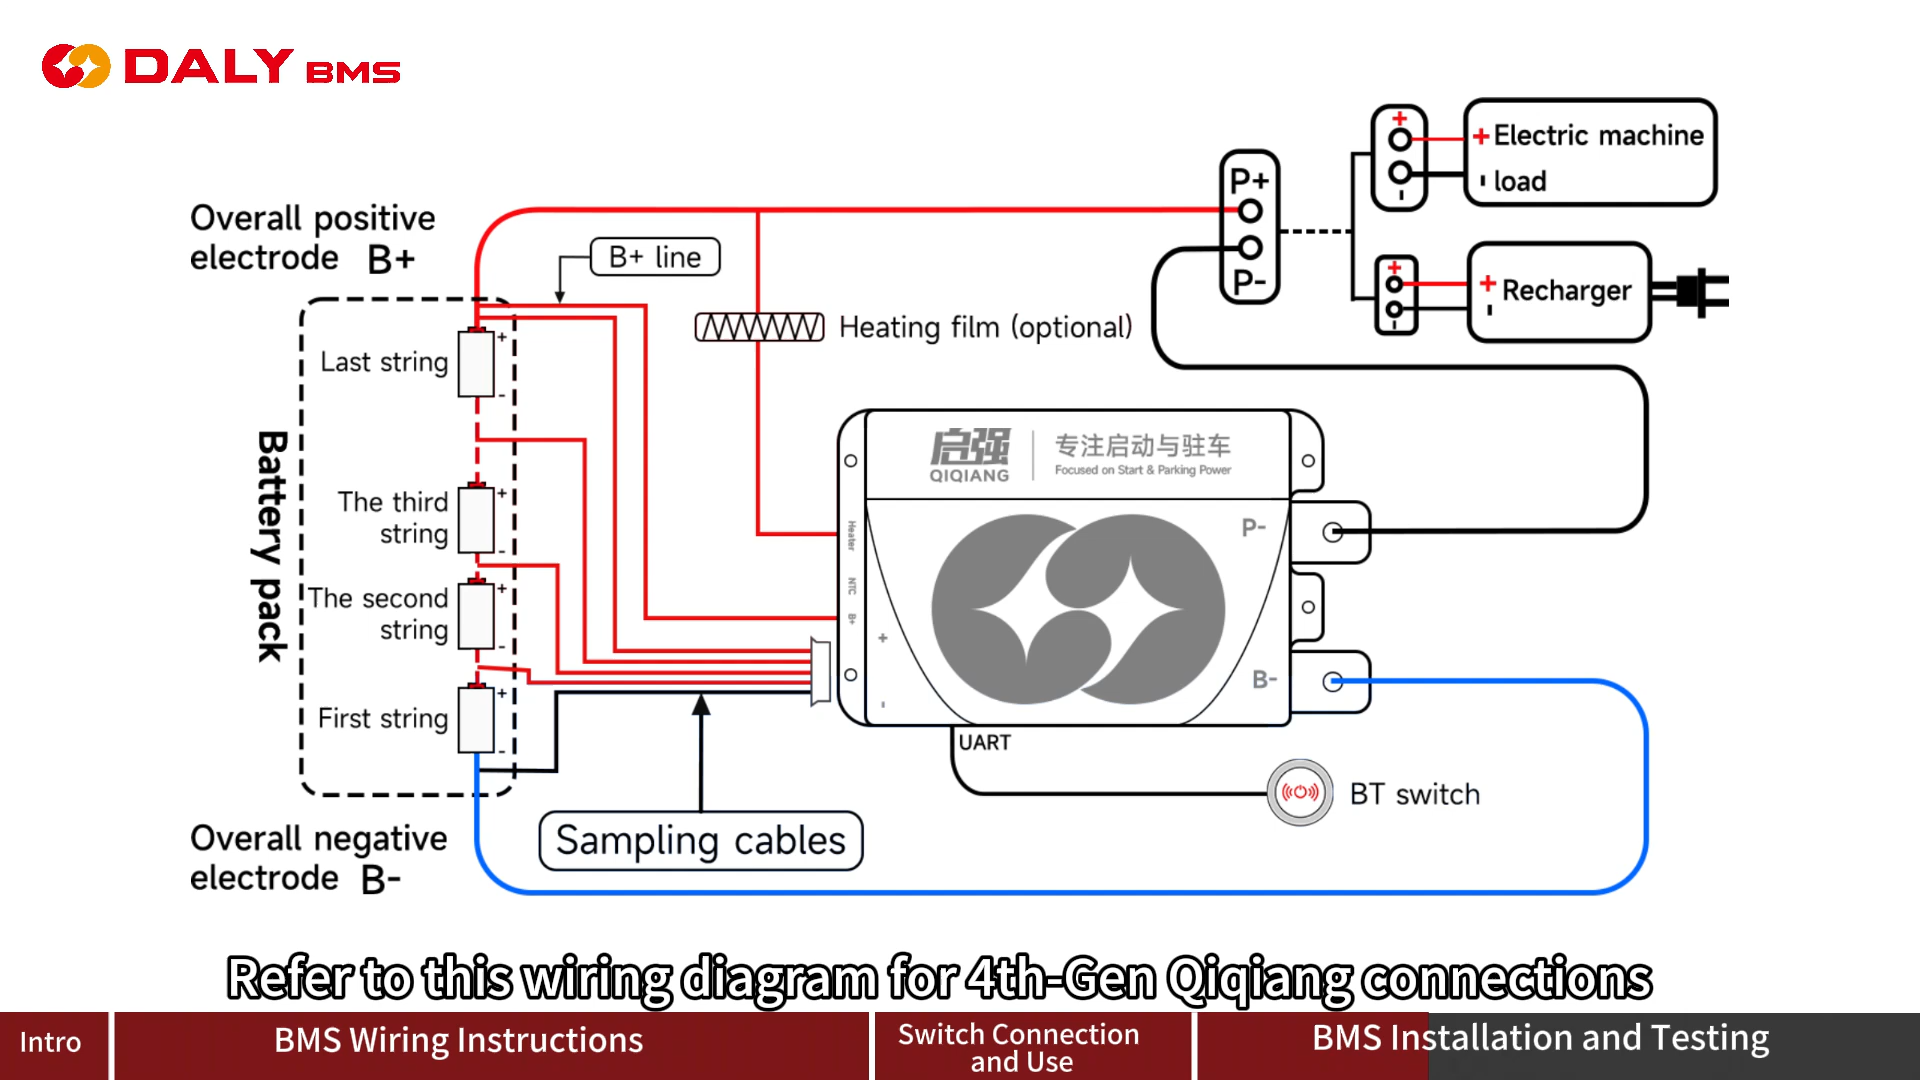 DALY BMS
Overall positive
electrode B+
B+ line
P+
P-
+
-
+ Electric machine
- load
+
-
+ Recharger
-
Heating film (optional)
Battery pack
Last string
+
-
The third
string
+
-
The second
string
+
-
First string
+
-
启强
QIQIANG
专注启动与驻车
Focused on Start & Parking Power
Heater
NTC
B+
+
-
P-
B-
UART
BT switch
Sampling cables
Overall negative
electrode B-
Refer to this wiring diagram for 4th-Gen Qiqiang connections
Intro
BMS Wiring Instructions
Switch Connection
and Use
BMS Installation and Testing